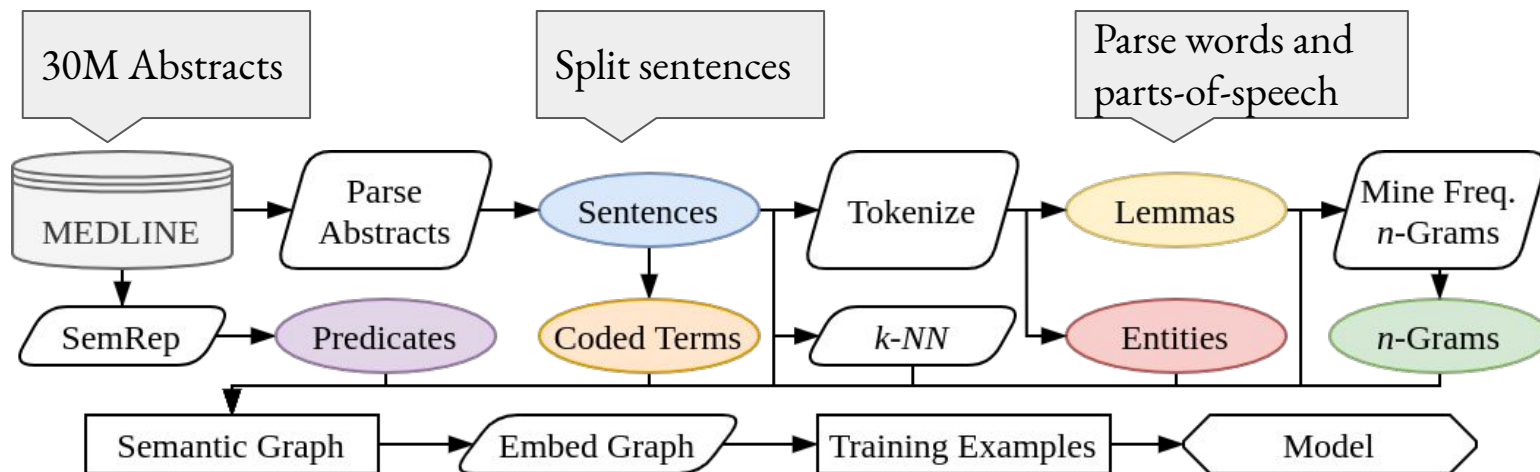 30M Abstracts
Split sentences
Parse words and
parts-of-speech
MEDLINE
Parse
Abstracts
Sentences
Tokenize
Lemmas
Mine Freq.
n-Grams
SemRep
Predicates
Coded Terms
k-NN
Entities
n-Grams
Semantic Graph
Embed Graph
Training Examples
Model